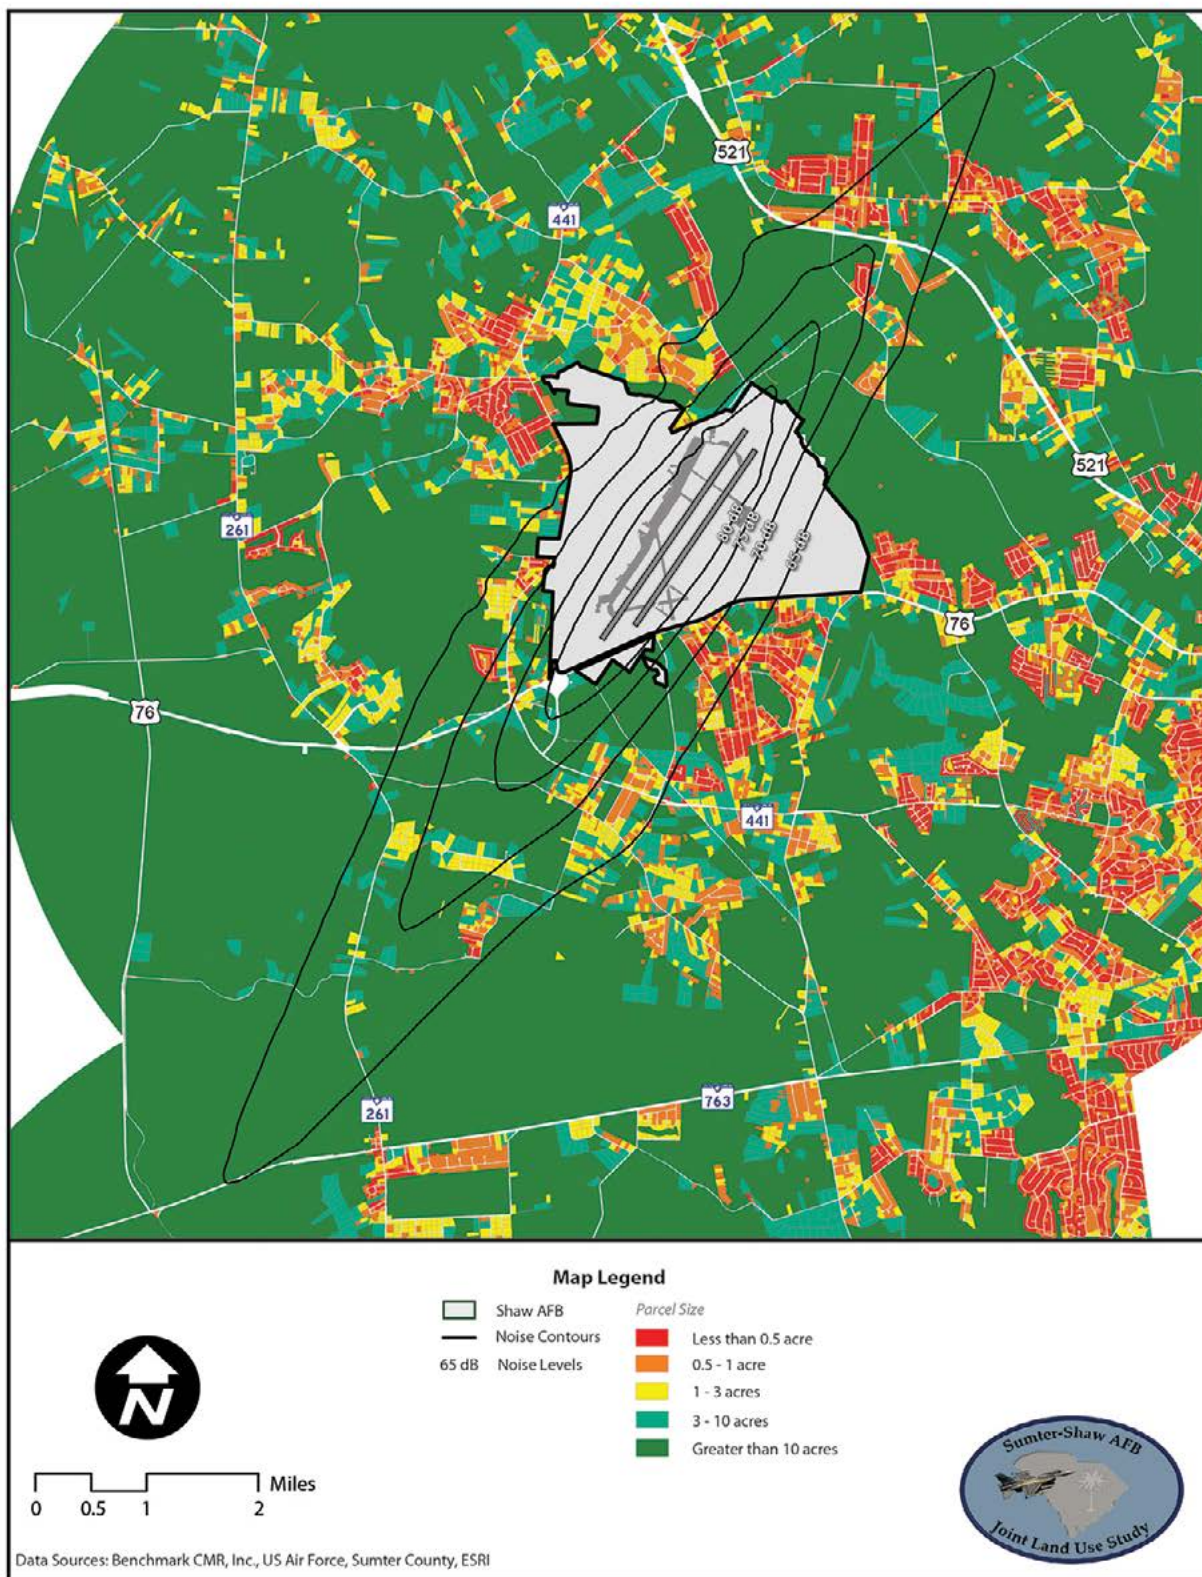 521
441
80 dB
75 dB
70 dB
65 dB
521
261
76
76
441
261
763
Map Legend
Shaw AFB
Noise Contours
65 dB Noise Levels
Parcel Size
Less than 0.5 acre
0.5 - 1 acre
1 - 3 acres
3 - 10 acres
Greater than 10 acres
N
Miles
0 0.5 1 2
Sumter-Shaw AFB
Joint Land Use Study
Data Sources: Benchmark CMR, Inc., US Air Force, Sumter County, ESRI